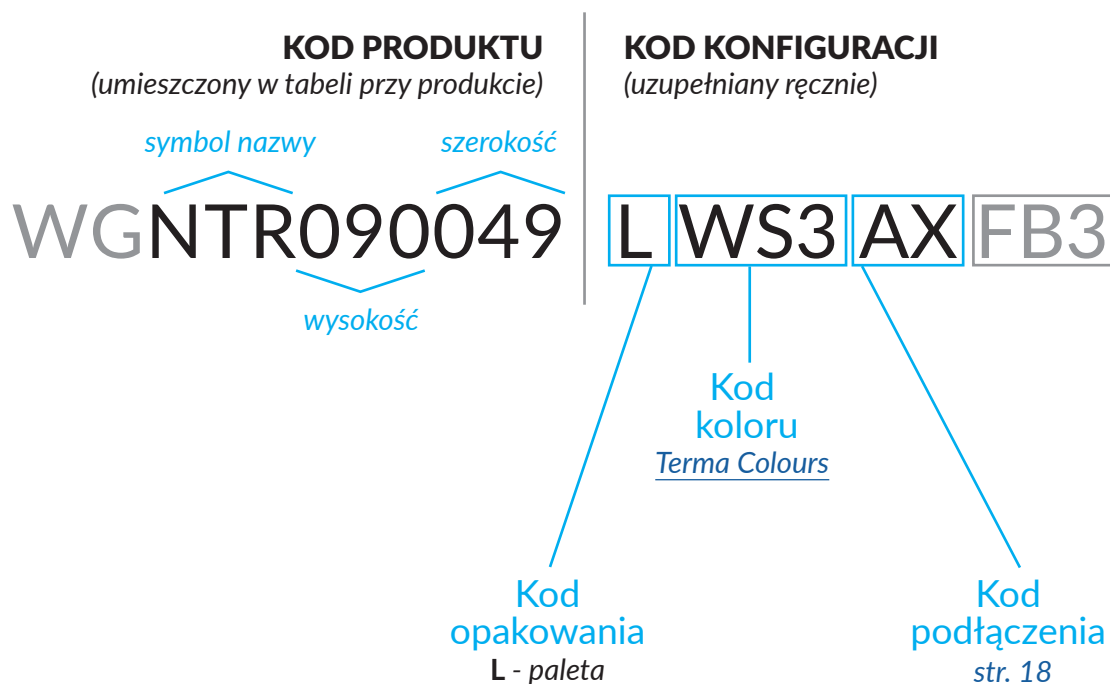 KOD PRODUKTU
(umieszczony w tabeli przy produkcie)
KOD KONFIGURACJI
(uzupełniany ręcznie)
symbol nazwy
szerokość
WGNTR090049 L WS3 AX FB3
wysokość
Kod
koloru
Terma Colours
Kod
opakowania
L - paleta
Kod
podłączenia
str. 18